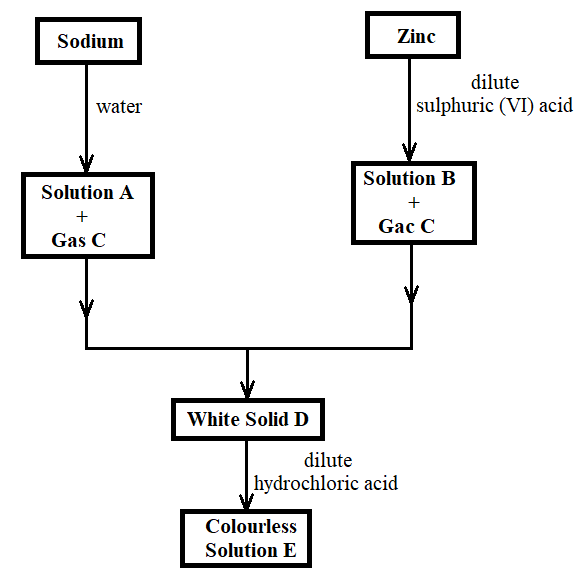 Sodium
Zinc
water
dilute
sulphuric (VI) acid
Solution A
+
Gas C
Solution B
+
Gac C
White Solid D
dilute
hydrochloric acid
Colourless
Solution E